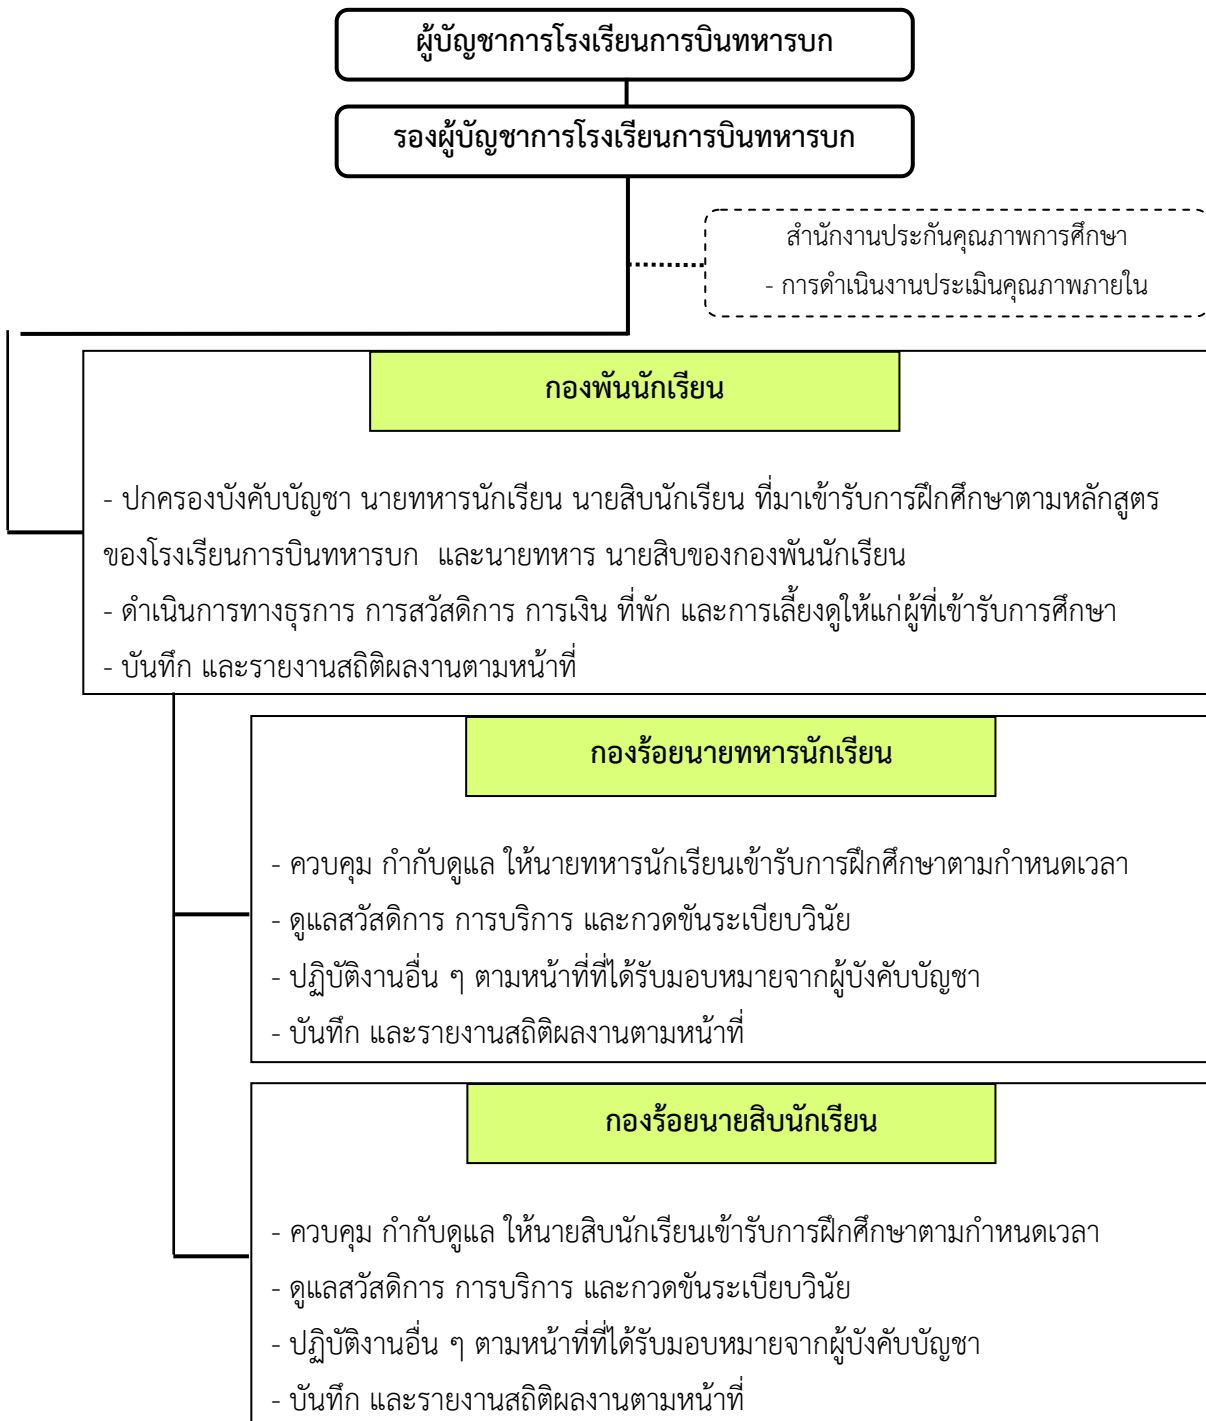 ผู้บัญชาการโรงเรียนการบินทหารบก
รองผู้บัญชาการโรงเรียนการบินทหารบก
สำนักงานประกันคุณภาพการศึกษา
- การดำเนินงานประเมินคุณภาพภายใน
กองพันนักเรียน
- ปกครองบังคับบัญชา นายทหารนักเรียน นายสิบนักเรียน ที่มาเข้ารับการฝึกศึกษาตามหลักสูตร
ของโรงเรียนการบินทหารบก และนายทหาร นายสิบของกองพันนักเรียน
- ดำเนินการทางธุรการ การสวัสดิการ การเงิน ที่พัก และการเลี้ยงดูให้แก่ผู้ที่เข้ารับการศึกษา
- บันทึก และรายงานสถิติผลงานตามหน้าที่
กองร้อยนายทหารนักเรียน
- ควบคุม กำกับดูแล ให้นายทหารนักเรียนเข้ารับการฝึกศึกษาตามกำหนดเวลา
- ดูแลสวัสดิการ การบริการ และกวดขันระเบียบวินัย
- ปฏิบัติงานอื่น ๆ ตามหน้าที่ที่ได้รับมอบหมายจากผู้บังคับบัญชา
- บันทึก และรายงานสถิติผลงานตามหน้าที่
กองร้อยนายสิบนักเรียน
- ควบคุม กำกับดูแล ให้นายสิบนักเรียนเข้ารับการฝึกศึกษาตามกำหนดเวลา
- ดูแลสวัสดิการ การบริการ และกวดขันระเบียบวินัย
- ปฏิบัติงานอื่น ๆ ตามหน้าที่ที่ได้รับมอบหมายจากผู้บังคับบัญชา
- บันทึก และรายงานสถิติผลงานตามหน้าที่